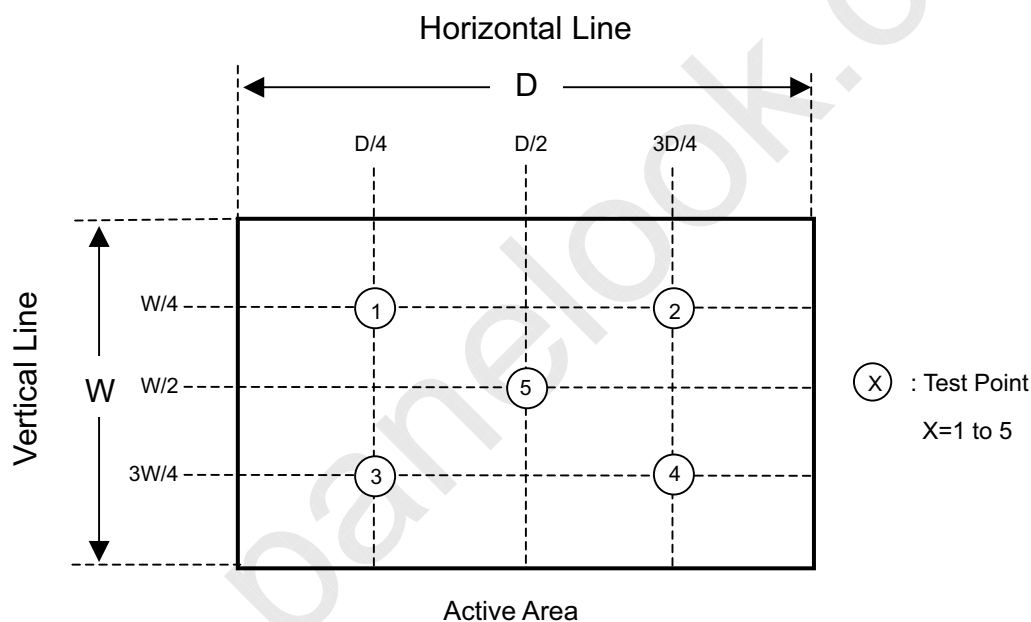 Horizontal Line
D
D/4 D/2 3D/4
Vertical Line
W
W/4
W/2
3W/4
1
2
5
3
4
X : Test Point
X=1 to 5
Active Area
panelook.c